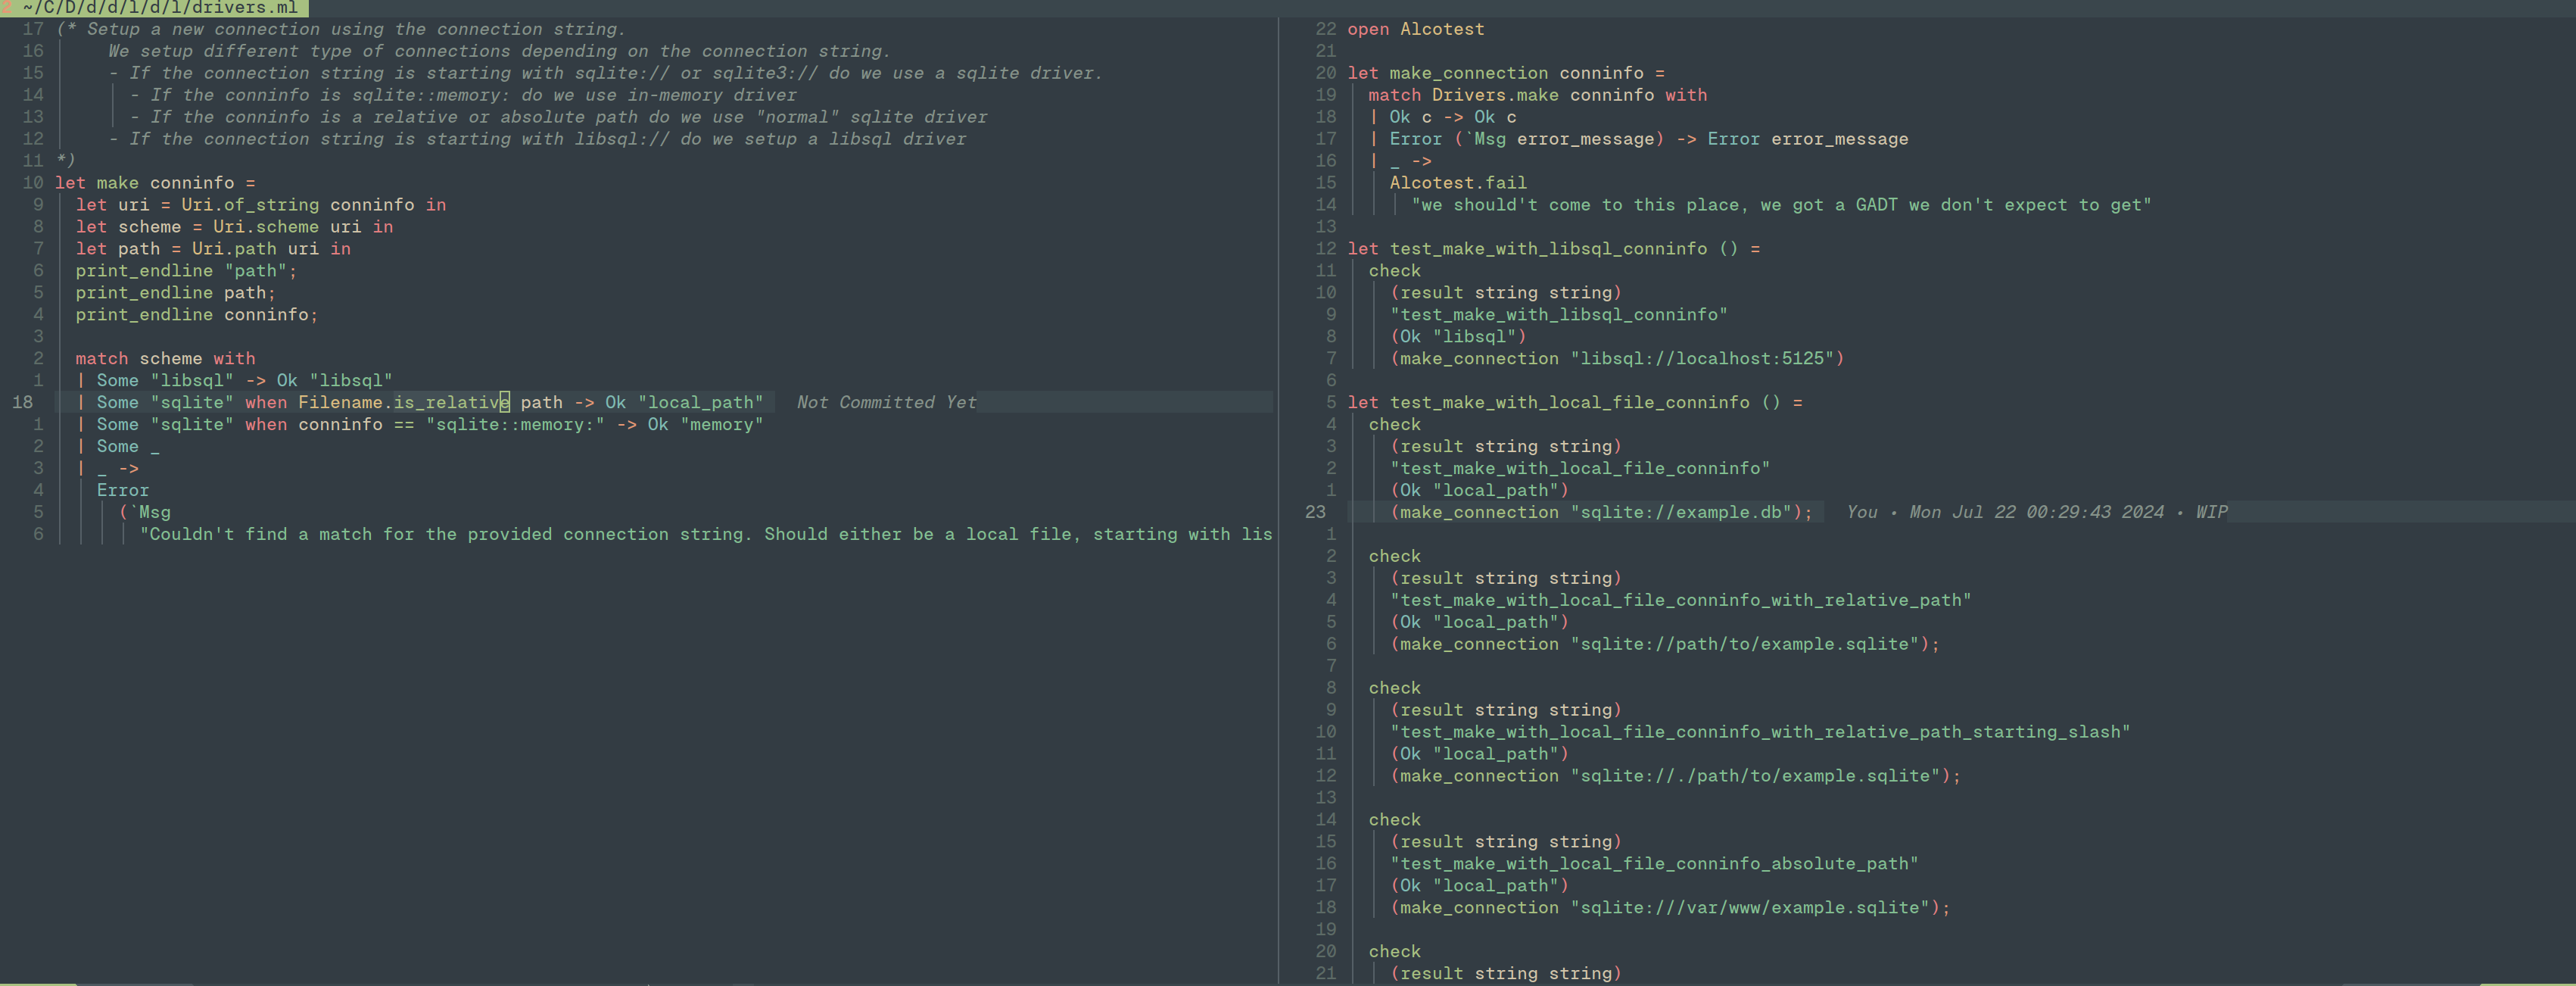 2 ~/C/D/d/d/l/d/l/drivers.ml
17 (* Setup a new connection using the connection string.
16 We setup different type of connections depending on the connection string.
15 - If the connection string is starting with sqlite:// or sqlite3:// do we use a sqlite driver.
14 - If the conninfo is sqlite::memory: do we use in-memory driver
13 - If the conninfo is a relative or absolute path do we use "normal" sqlite driver
12 - If the connection string is starting with libsql:// do we setup a libsql driver
11 *)
10 let make conninfo =
9 let uri = Uri.of_string conninfo in
8 let scheme = Uri.scheme uri in
7 let path = Uri.path uri in
6 print_endline "path";
5 print_endline path;
4 print_endline conninfo;
3
2 match scheme with
1 | Some "libsql" -> Ok "libsql"
18 | Some "sqlite" when Filename.is_relative path -> Ok "local_path" Not Committed Yet
1 | Some "sqlite" when conninfo == "sqlite::memory:" -> Ok "memory"
2 | Some _
3 | _ ->
4 Error
5 (`Msg
6 "Couldn't find a match for the provided connection string. Should either be a local file, starting with lis
22 open Alcotest
21
20 let make_connection conninfo =
19 match Drivers.make conninfo with
18 | Ok c -> Ok c
17 | Error (`Msg error_message) -> Error error_message
16 | _ ->
15 Alcotest.fail
14 "we should't come to this place, we got a GADT we don't expect to get"
13
12 let test_make_with_libsql_conninfo () =
11 check
10 (result string string)
9 "test_make_with_libsql_conninfo"
8 (Ok "libsql")
7 (make_connection "libsql://localhost:5125")
6
5 let test_make_with_local_file_conninfo () =
4 check
3 (result string string)
2 "test_make_with_local_file_conninfo"
1 (Ok "local_path")
23 (make_connection "sqlite://example.db"); You • Mon Jul 22 00:29:43 2024 • WIP
1
2 check
3 (result string string)
4 "test_make_with_local_file_conninfo_with_relative_path"
5 (Ok "local_path")
6 (make_connection "sqlite://path/to/example.sqlite");
7
8 check
9 (result string string)
10 "test_make_with_local_file_conninfo_with_relative_path_starting_slash"
11 (Ok "local_path")
12 (make_connection "sqlite://./path/to/example.sqlite");
13
14 check
15 (result string string)
16 "test_make_with_local_file_conninfo_absolute_path"
17 (Ok "local_path")
18 (make_connection "sqlite:///var/www/example.sqlite");
19
20 check
21 (result string string)